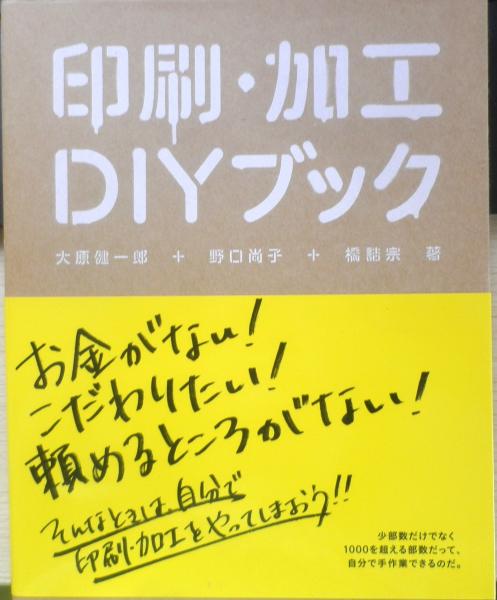 印刷・加工
DIYブック
大原健一郎 + 野口尚子 + 橋詰宗 著
お金がない!
こだわりたい!
頼めるところがない!
そんなときは、自分で
印刷・加工をやってしまおう!!
少部数だけでなく
1000を超える部数だって、
自分で手作業できるのだ。